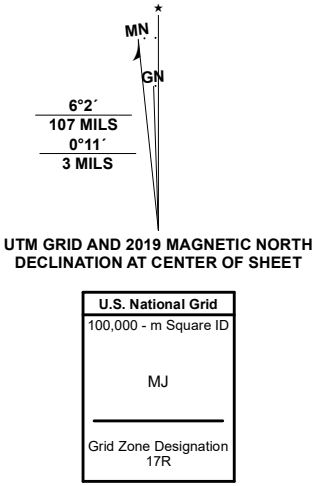 ★
MN
GN
6°2´
107 MILS
0°11´
3 MILS
UTM GRID AND 2019 MAGNETIC NORTH
DECLINATION AT CENTER OF SHEET
U.S. National Grid
100,000 - m Square ID
MJ
Grid Zone Designation
17R